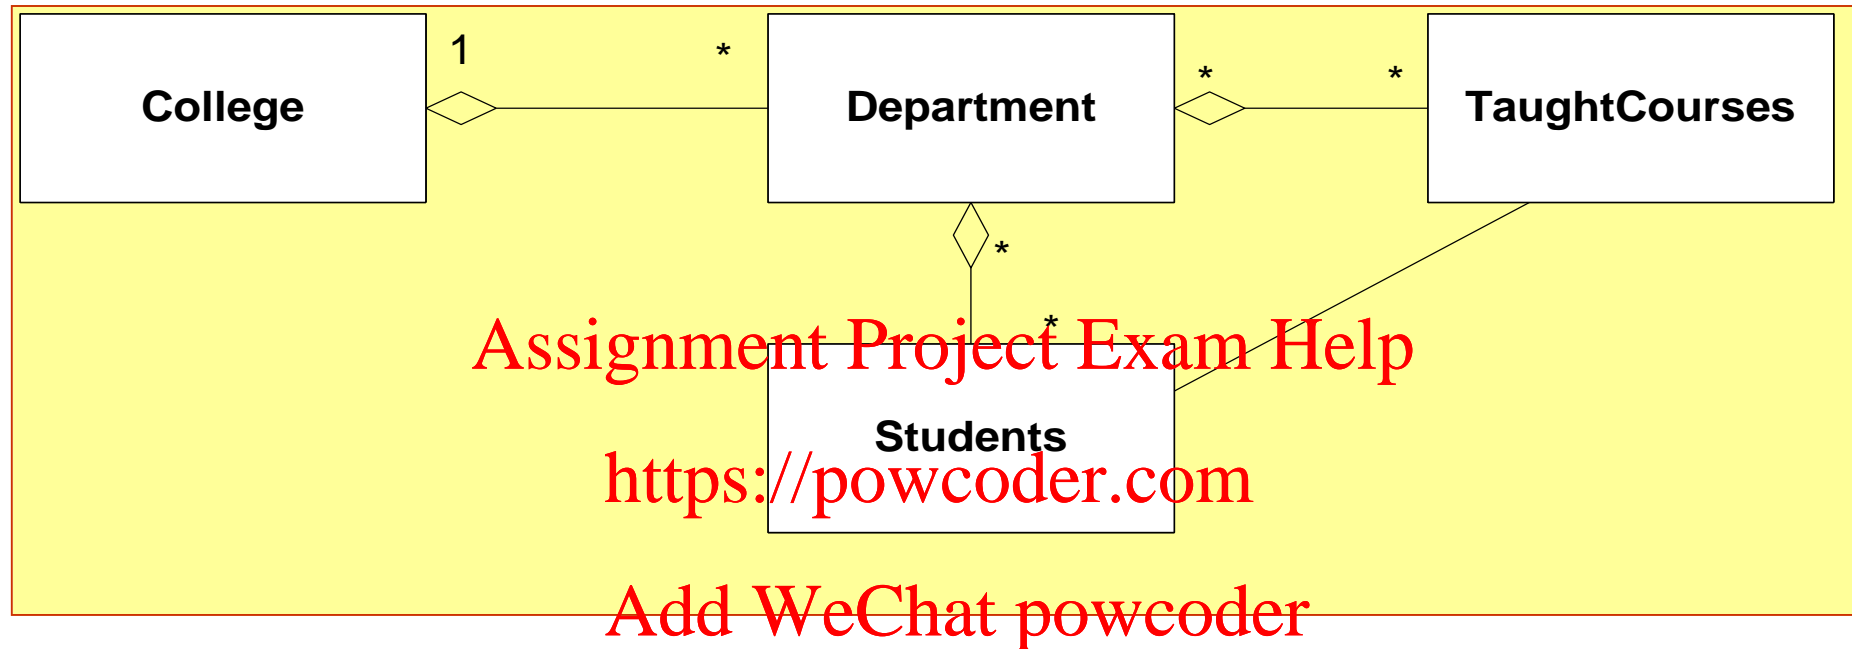 1 *
College Department * * TaughtCourses
*
*
Assignment Project Exam Help
Students
https://powcoder.com
Add WeChat powcoder